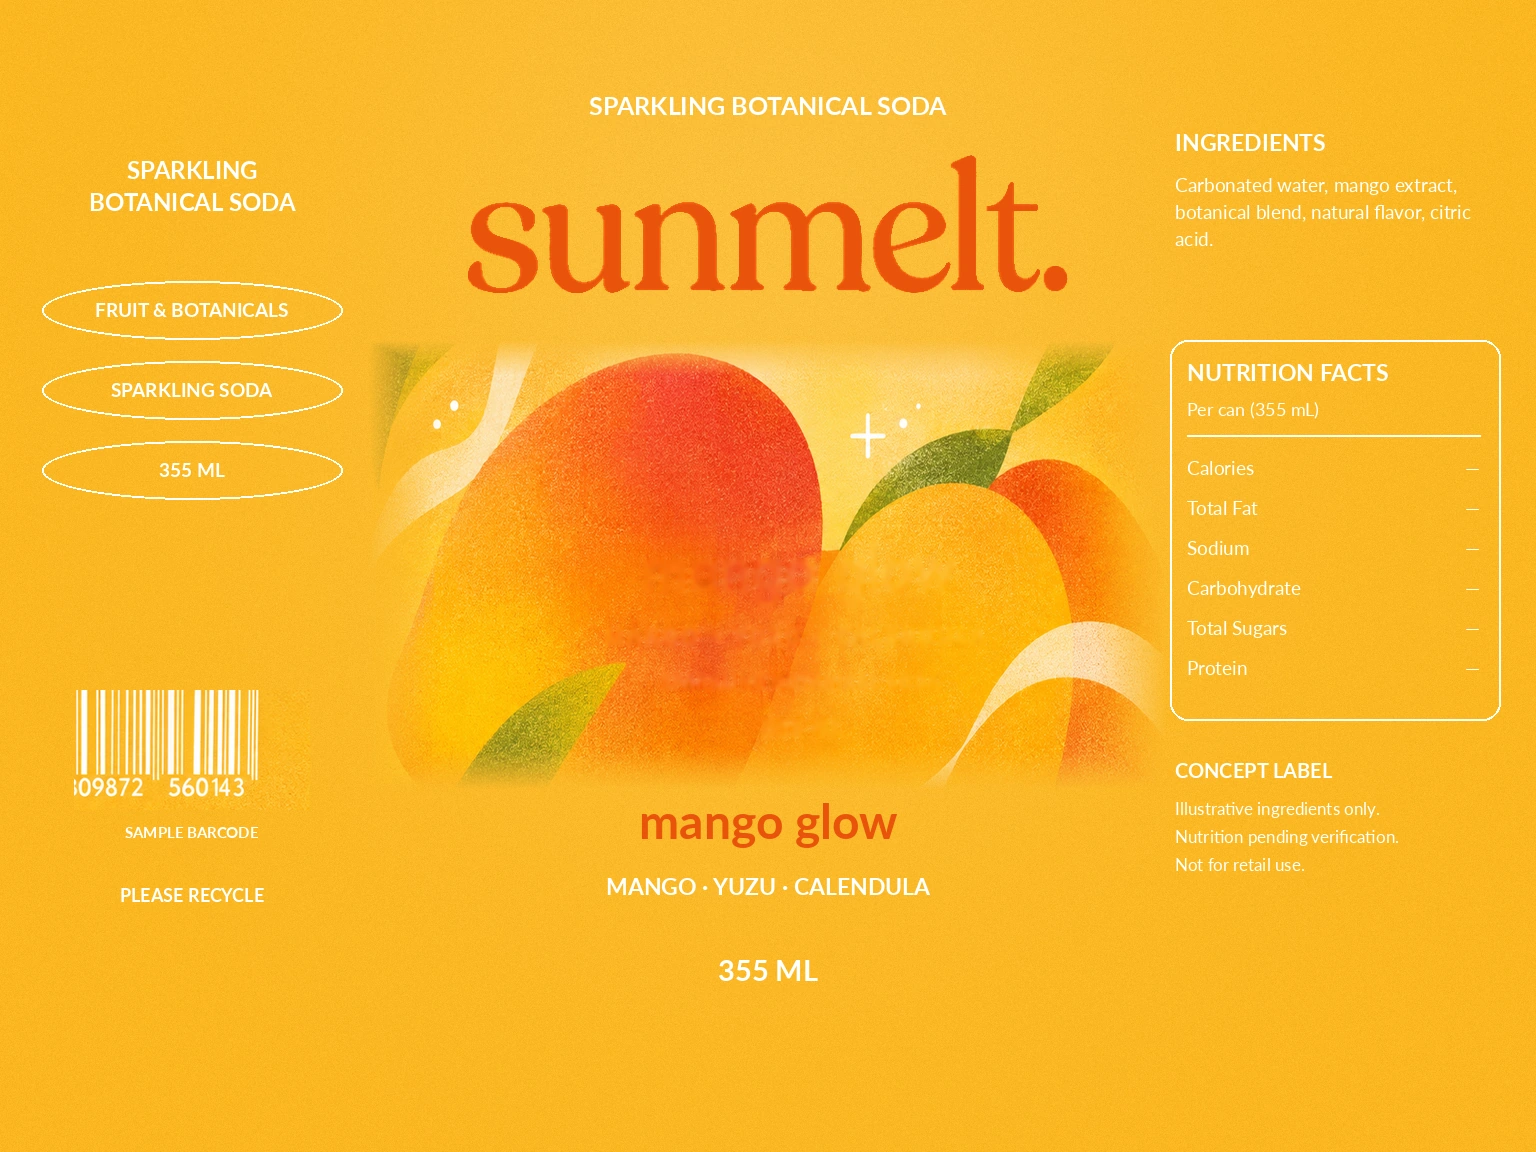 SPARKLING
BOTANICAL SODA
FRUIT & BOTANICALS
SPARKLING SODA
355 ML
09872 560143
SAMPLE BARCODE
PLEASE RECYCLE
SPARKLING BOTANICAL SODA
sunmelt.
mango glow
MANGO · YUZU · CALENDULA
355 ML
INGREDIENTS
Carbonated water, mango extract,
botanical blend, natural flavor, citric
acid.
NUTRITION FACTS
Per can (355 mL)
Calories –
Total Fat –
Sodium –
Carbohydrate –
Total Sugars –
Protein –
CONCEPT LABEL
Illustrative ingredients only.
Nutrition pending verification.
Not for retail use.